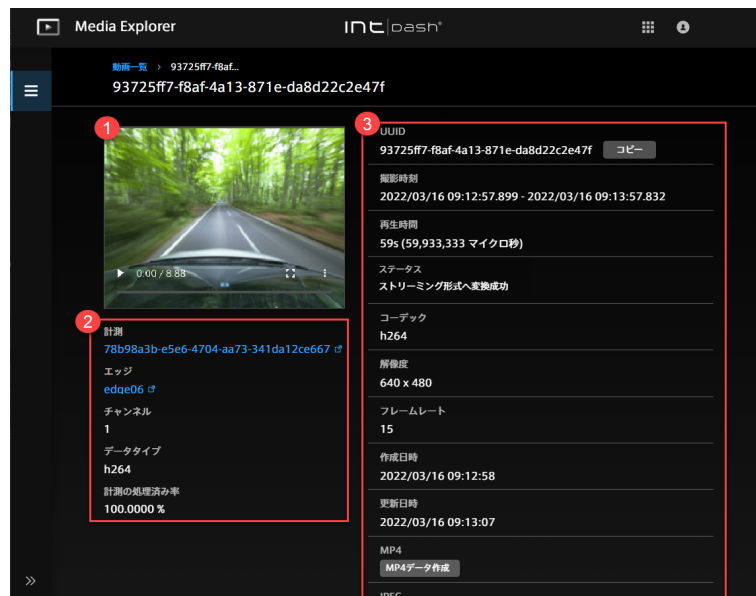 Media Explorer
intdash
動画一覧 > 93725ff7-f8af...
93725ff7-f8af-4a13-871e-da8d22c2e47f
1
0:00 / 8:88
2
計測
78b98a3b-e5e6-4704-aa73-341da12ce667
エッジ
edge06
チャンネル
1
データタイプ
h264
計測の処理済み率
100.0000 %
3
UUID
93725ff7-f8af-4a13-871e-da8d22c2e47f コピー
撮影時刻
2022/03/16 09:12:57.899 - 2022/03/16 09:13:57.832
再生時間
59s (59,933,333 マイクロ秒)
ステータス
ストリーミング形式へ変換成功
コーデック
h264
解像度
640 x 480
フレームレート
15
作成日時
2022/03/16 09:12:58
更新日時
2022/03/16 09:13:07
MP4
MP4データ作成
JPEG